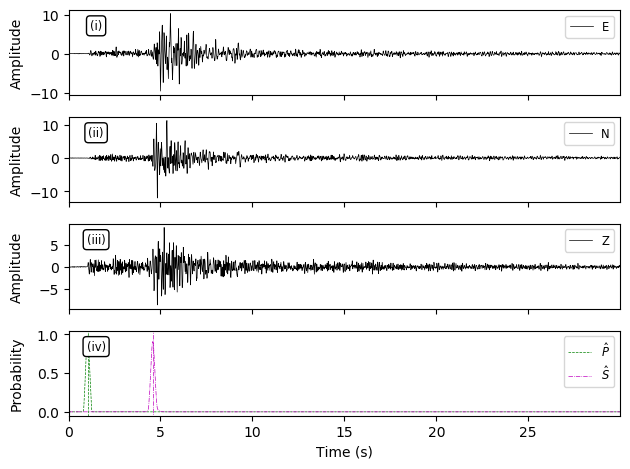 Amplitude
10
0
−10
(i)
E
Amplitude
10
0
−10
(ii)
N
Amplitude
5
0
−5
(iii)
Z
Probability
1.0
0.5
0.0
(iv)
P̂
Ŝ
0 5 10 15 20 25
Time (s)